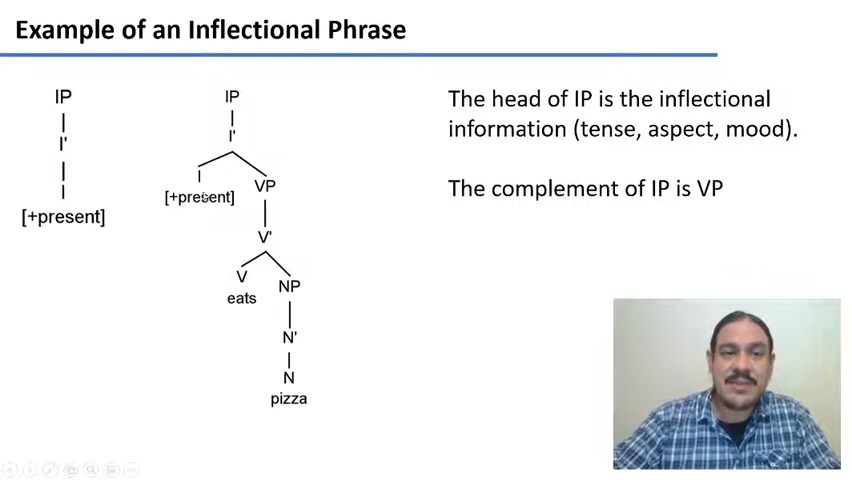 Example of an Inflectional Phrase
IP
I'
I
[+present]
IP
I'
I
[+present]
VP
V'
V
eats
NP
N'
N
pizza
The head of IP is the inflectional
information (tense, aspect, mood).
The complement of IP is VP